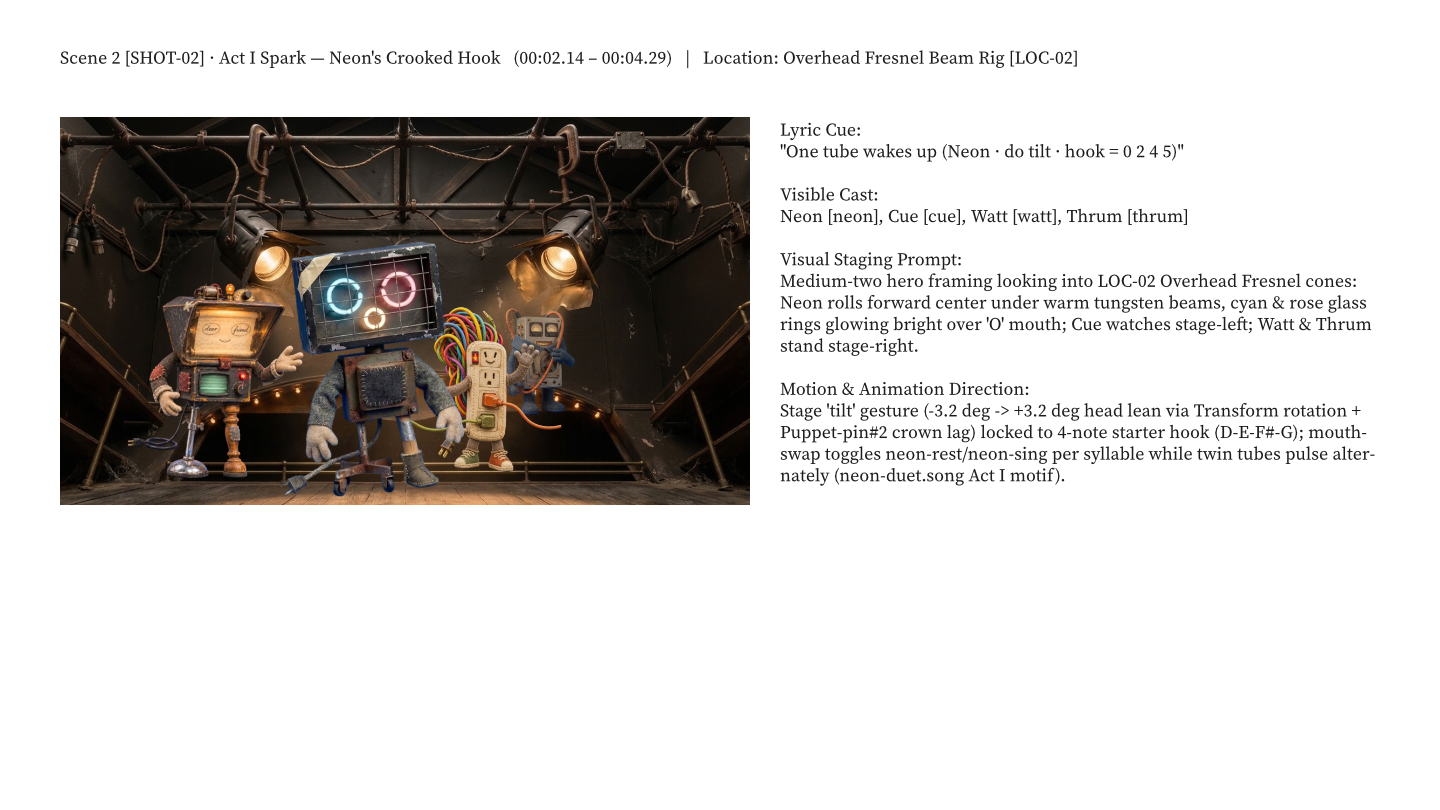 Scene 2 [SHOT-02] · Act I Spark — Neon's Crooked Hook (00:02.14 – 00:04.29) | Location: Overhead Fresnel Beam Rig [LOC-02]
Lyric Cue:
"One tube wakes up (Neon · do tilt · hook = 0 2 4 5)"
Visible Cast:
Neon [neon], Cue [cue], Watt [watt], Thrum [thrum]
Visual Staging Prompt:
Medium-two hero framing looking into LOC-02 Overhead Fresnel cones:
Neon rolls forward center under warm tungsten beams, cyan & rose glass
rings glowing bright over 'O' mouth; Cue watches stage-left; Watt & Thrum
stand stage-right.
Motion & Animation Direction:
Stage 'tilt' gesture (-3.2 deg -> +3.2 deg head lean via Transform rotation +
Puppet-pin#2 crown lag) locked to 4-note starter hook (D-E-F#-G); mouth-
swap toggles neon-rest/neon-sing per syllable while twin tubes pulse alter-
nately (neon-duet.song Act I motif).
dear friend